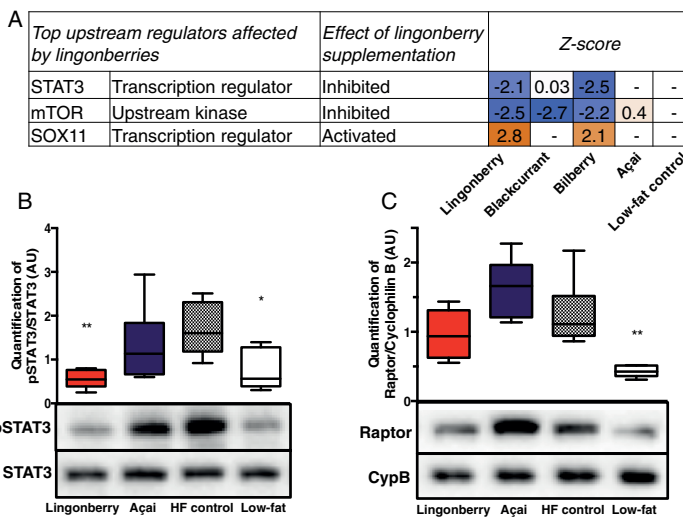 A
Top upstream regulators affected by lingonberries
Effect of lingonberry supplementation
Z-score
STAT3 Transcription regulator Inhibited -2.1 0.03 -2.5 - -
mTOR Upstream kinase Inhibited -2.5 -2.7 -2.2 0.4 -
SOX11 Transcription regulator Activated 2.8 - 2.1 - -
Lingonberry Blackcurrant Bilberry Açai Low-fat control
B
Quantification of
pSTAT3/STAT3 (AU)
4
3
2
1
0
**
*
pSTAT3
STAT3
Lingonberry Açai HF control Low-fat
C
Quantification of
Raptor/Cyclophilin B (AU)
2
1
0
**
Raptor
CypB
Lingonberry Açai HF control Low-fat